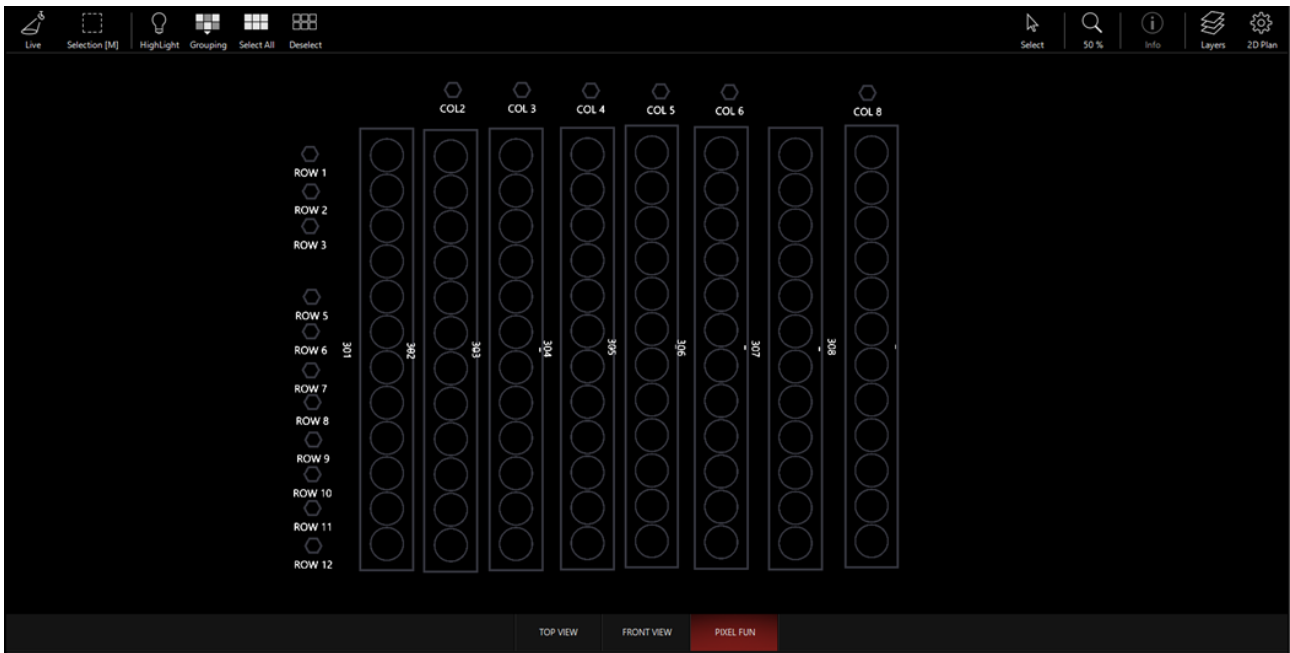 Live
Selection [M]
HighLight
Grouping
Select All
Deselect
Select
50 %
Info
Layers
2D Plan
COL2
COL 3
COL 4
COL 5
COL 6
COL 8
ROW 1
ROW 2
ROW 3
ROW 5
ROW 6
ROW 7
ROW 8
ROW 9
ROW 10
ROW 11
ROW 12
301
302
303
304
305
306
307
308
TOP VIEW
FRONT VIEW
PIXEL FUN